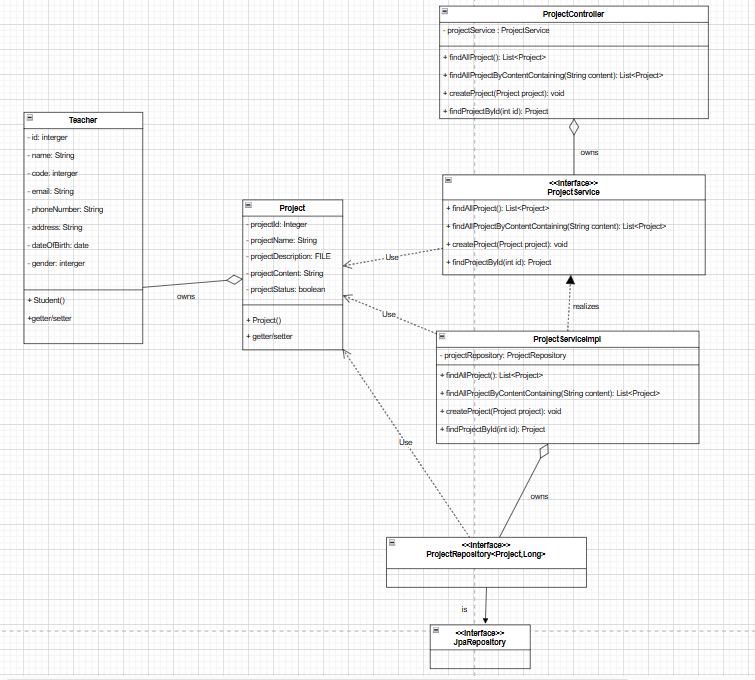 ProjectController
- projectService : ProjectService
+ findAllProject(): List<Project>
+ findAllProjectByContentContaining(String content): List<Project>
+ createProject(Project project): void
+ findProjectById(int id): Project
owns
<<Interface>>
ProjectService
+ findAllProject(): List<Project>
+ findAllProjectByContentContaining(String content): List<Project>
+ createProject(Project project): void
+ findProjectById(int id): Project
Teacher
- id: interger
- name: String
- code: interger
- email: String
- phoneNumber: String
- address: String
- dateOfBirth: date
- gender: interger
+ Student()
+getter/setter
owns
Project
- projectId: Integer
- projectName: String
- projectDescription: FILE
- projectContent: String
- projectStatus: boolean
+ Project()
+ getter/setter
Use
Use
Use
realizes
ProjectServiceImpl
- projectRepository: ProjectRepository
+ findAllProject(): List<Project>
+ findAllProjectByContentContaining(String content): List<Project>
+ createProject(Project project): void
+ findProjectById(int id): Project
owns
<<Interface>>
ProjectRepository<Project,Long>
is
<<Interface>>
JpaRepository